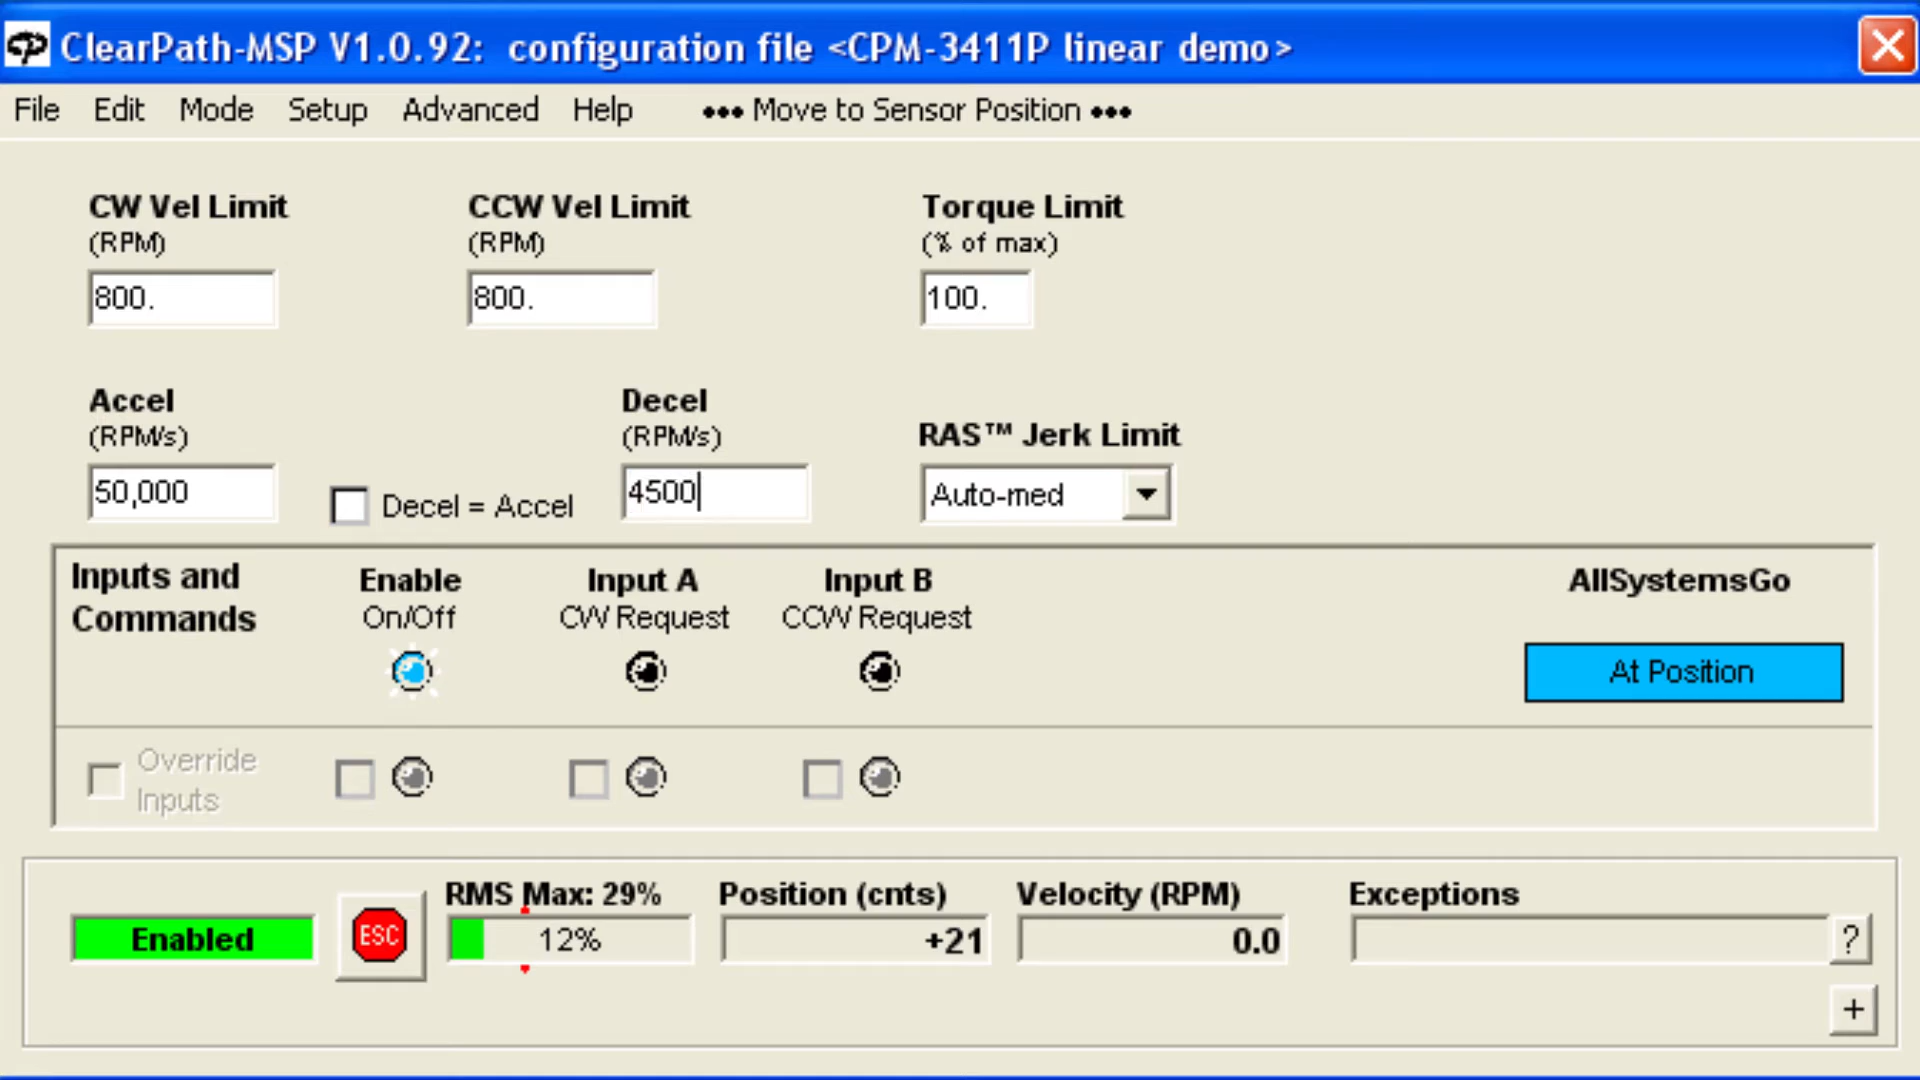 ClearPath-MSP V1.0.92:  configuration file <CPM-3411P linear demo>
File Edit Mode Setup Advanced Help ••• Move to Sensor Position •••
CW Vel Limit CCW Vel Limit Torque Limit
(RPM) (RPM) (% of max)
800. 800. 100.
Accel Decel
(RPM/s) (RPM/s) RAS™ Jerk Limit
50,000 Decel = Accel 4500 Auto-med
Inputs and Enable Input A Input B AllSystemsGo
Commands On/Off CW Request CCW Request
At Position
Override
Inputs
RMS Max: 29% Position (cnts) Velocity (RPM) Exceptions
Enabled ESC 12% +21 0.0 ?
+